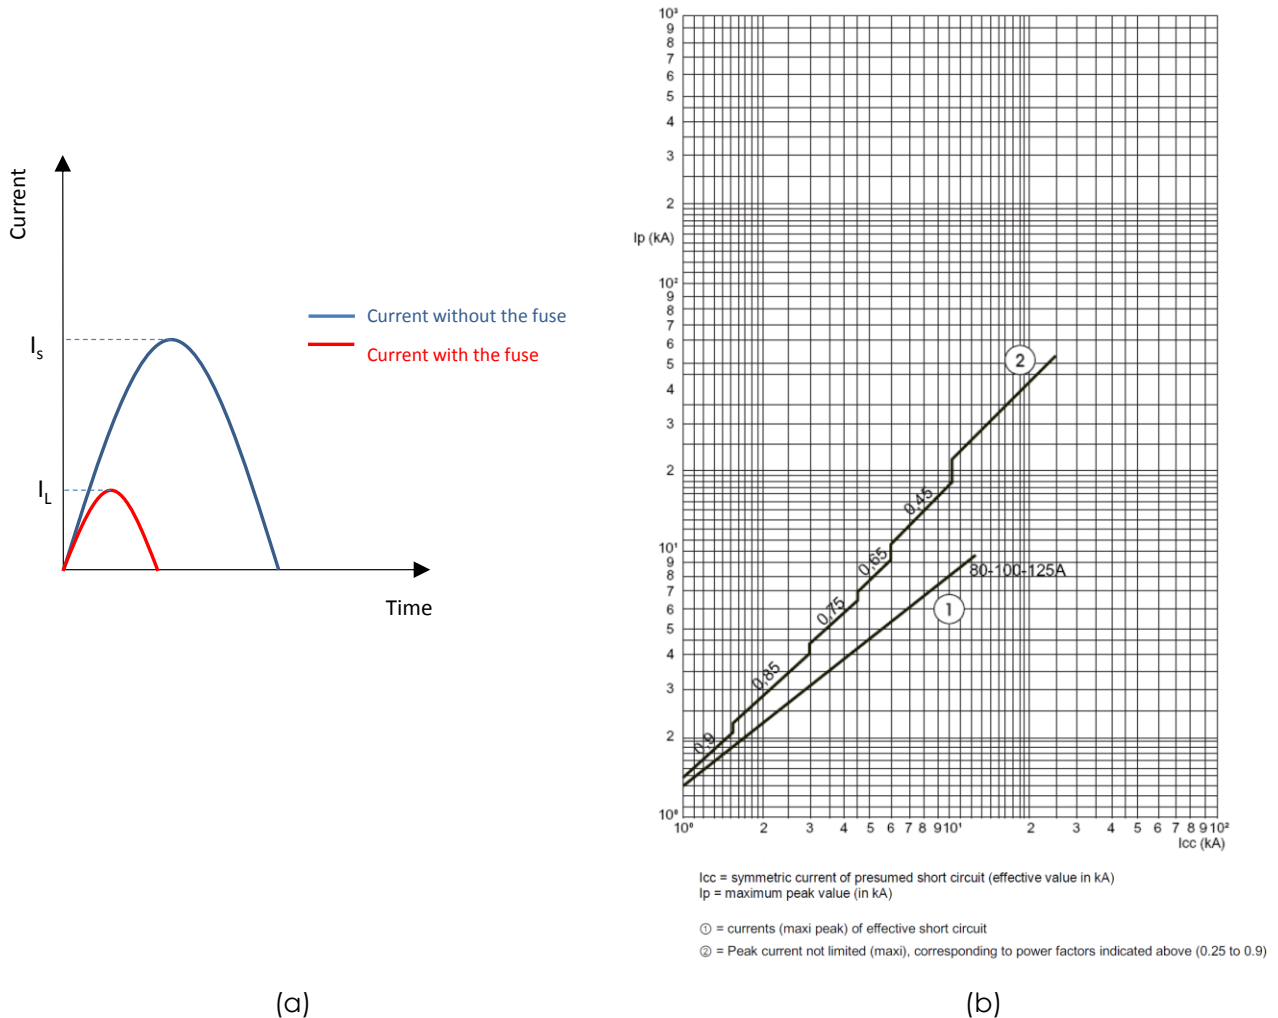 Current
I_s
I_L
Current without the fuse
Current with the fuse
Time
(a)
10³
9
8
7
6
5
4
3
2
Ip (kA)
10²
9
8
7
6
5
4
3
2
10¹
9
8
7
6
5
4
3
2
10⁰
2
0,45
0,65
80-100-125A
0,75
1
0,85
0,9
10⁰ 2 3 4 5 6 7 8 9 10¹ 2 3 4 5 6 7 8 9 10²
Icc (kA)
Icc = symmetric current of presumed short circuit (effective value in kA)
Ip = maximum peak value (in kA)
① = currents (maxi peak) of effective short circuit
② = Peak current not limited (maxi), corresponding to power factors indicated above (0.25 to 0.9)
(b)